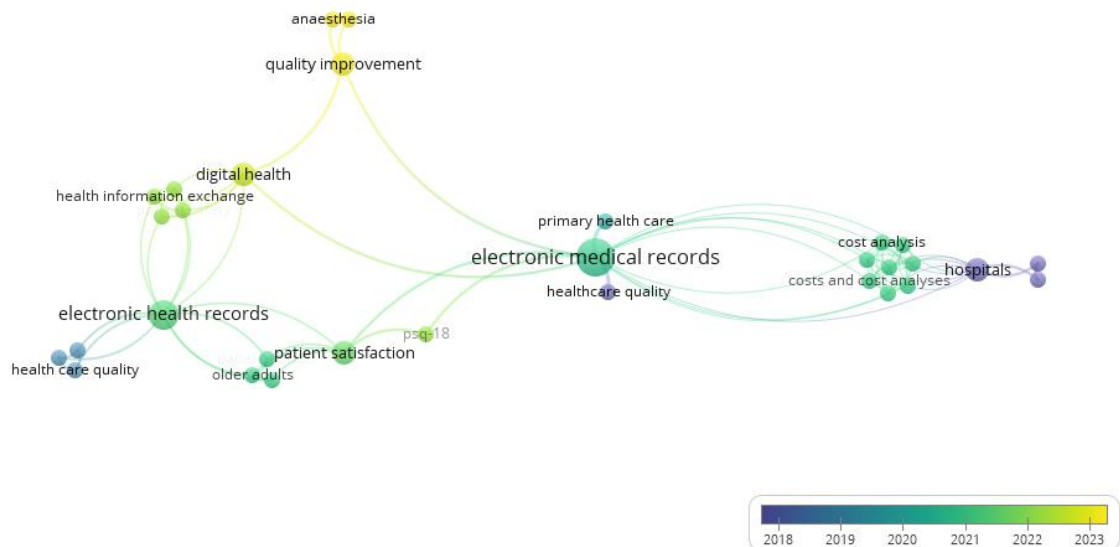 anaesthesia
quality improvement
digital health
health information exchange
primary health care
cost analysis
electronic medical records
hospitals
costs and cost analyses
healthcare quality
electronic health records
psq-18
patient satisfaction
health care quality
older adults
2018 2019 2020 2021 2022 2023